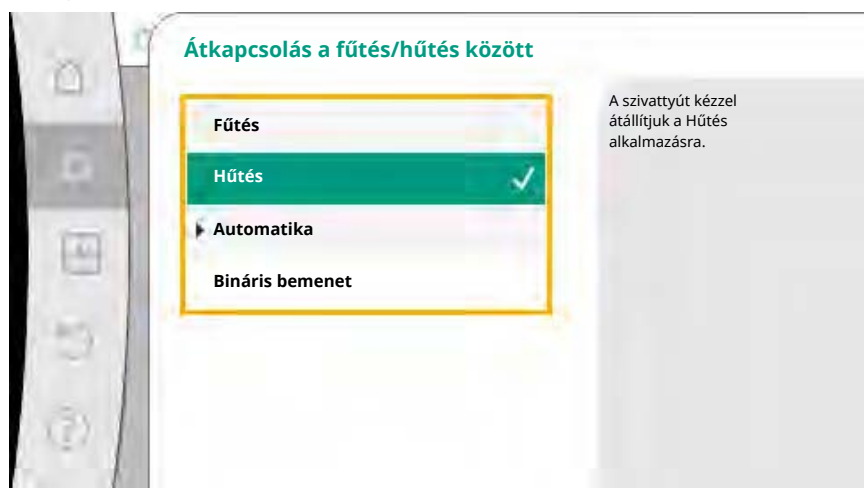 Átkapcsolás a fűtés/hűtés között
Fűtés
Hűtés
Automatika
Bináris bemenet
A szivattyút kézzel
átállítjuk a Hűtés
alkalmazásra.